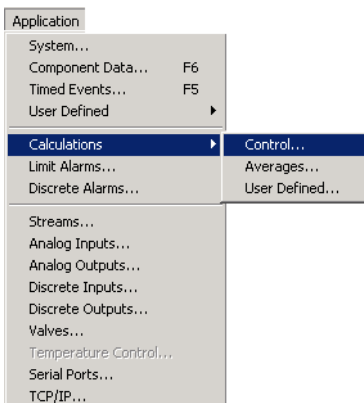 Application
System...
Component Data... F6
Timed Events... F5
User Defined
Calculations
Control...
Limit Alarms...
Averages...
Discrete Alarms...
User Defined...
Streams...
Analog Inputs...
Analog Outputs...
Discrete Inputs...
Discrete Outputs...
Valves...
Temperature Control...
Serial Ports...
TCP/IP...